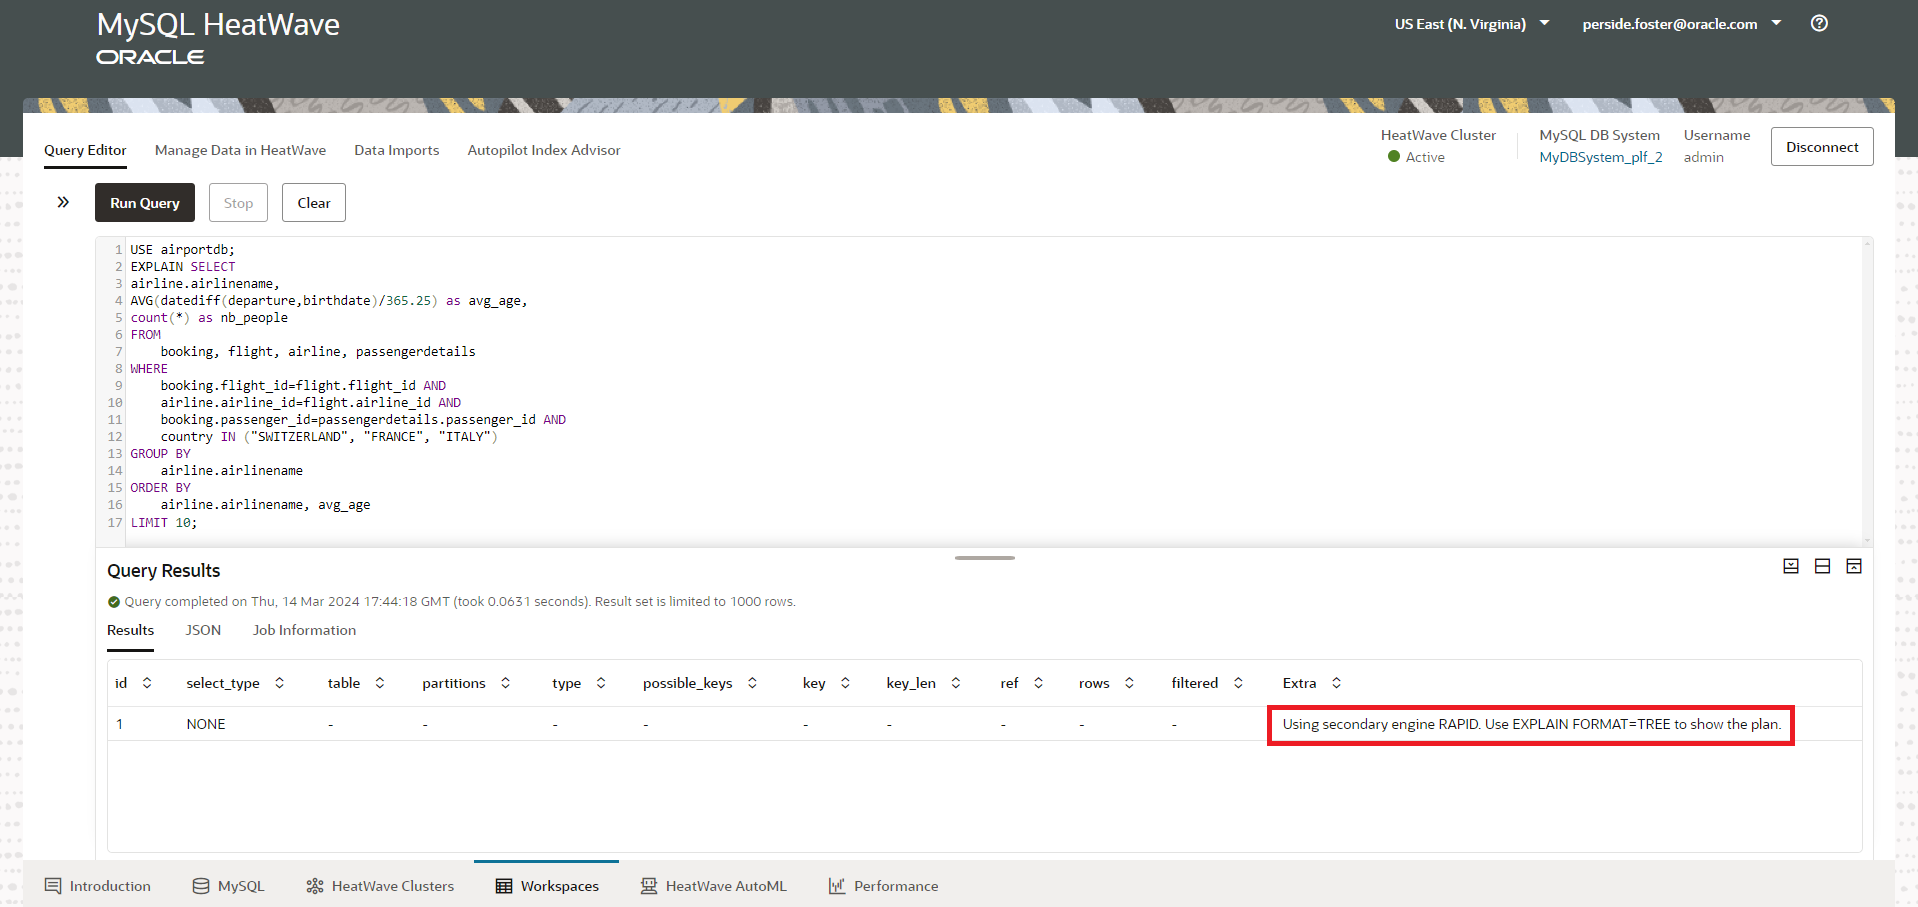 MySQL HeatWave
ORACLE
US East (N. Virginia)
perside.foster@oracle.com
Query Editor
Manage Data in HeatWave
Data Imports
Autopilot Index Advisor
HeatWave Cluster
Active
MySQL DB System
MyDBSystem_plf_2
Username
admin
Disconnect
Run Query
Stop
Clear
1 USE airportdb;
2 EXPLAIN SELECT
3 airline.airlinename,
4 AVG(datediff(departure,birthdate)/365.25) as avg_age,
5 count(*) as nb_people
6 FROM
7     booking, flight, airline, passengerdetails
8 WHERE
9     booking.flight_id=flight.flight_id AND
10     airline.airline_id=flight.airline_id AND
11     booking.passenger_id=passengerdetails.passenger_id AND
12     country IN ("SWITZERLAND", "FRANCE", "ITALY")
13 GROUP BY
14     airline.airlinename
15 ORDER BY
16     airline.airlinename, avg_age
17 LIMIT 10;
Query Results
Query completed on Thu, 14 Mar 2024 17:44:18 GMT (took 0.0631 seconds). Result set is limited to 1000 rows.
Results JSON Job Information
id select_type table partitions type possible_keys key key_len ref rows filtered Extra
1 NONE - - - - - - - - - Using secondary engine RAPID. Use EXPLAIN FORMAT=TREE to show the plan.
Introduction MySQL HeatWave Clusters Workspaces HeatWave AutoML Performance